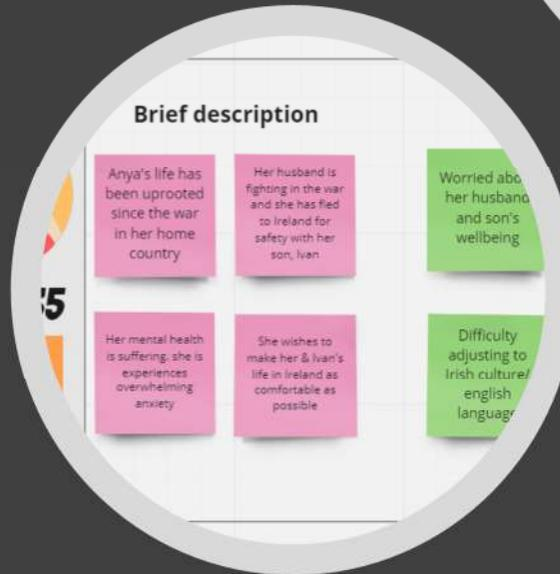 Brief description
Anya's life has
been uprooted
since the war
in her home
country
Her husband is
fighting in the war
and she has fled
to Ireland for
safety with her
son, Ivan
Worried
her husband
and son's
wellbeing
35
Her mental health
is suffering. she is
experiences
overwhelming
anxiety
She wishes to
make her & Ivan's
life in Ireland as
comfortable as
possible
Difficulty
adjusting to
Irish culture/
english
language